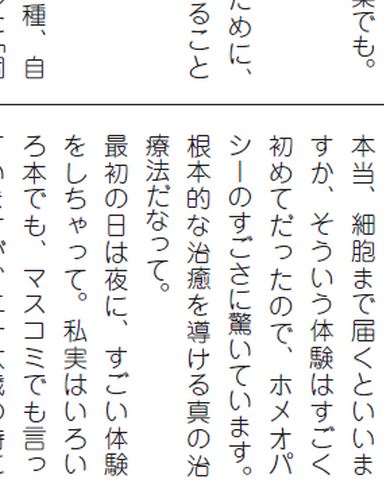 でも。
ために、
ること
種、自
本当、細胞まで届くといいま
すか、そういう体験はすごく
初めてだったので、ホメオパ
シーのすごさに驚いています。
根本的な治癒を導ける真の治
療法だなって。
最初の日は夜に、すごい体験
をしちゃって。私実はいろい
ろ本でも、マスコミでも言っ